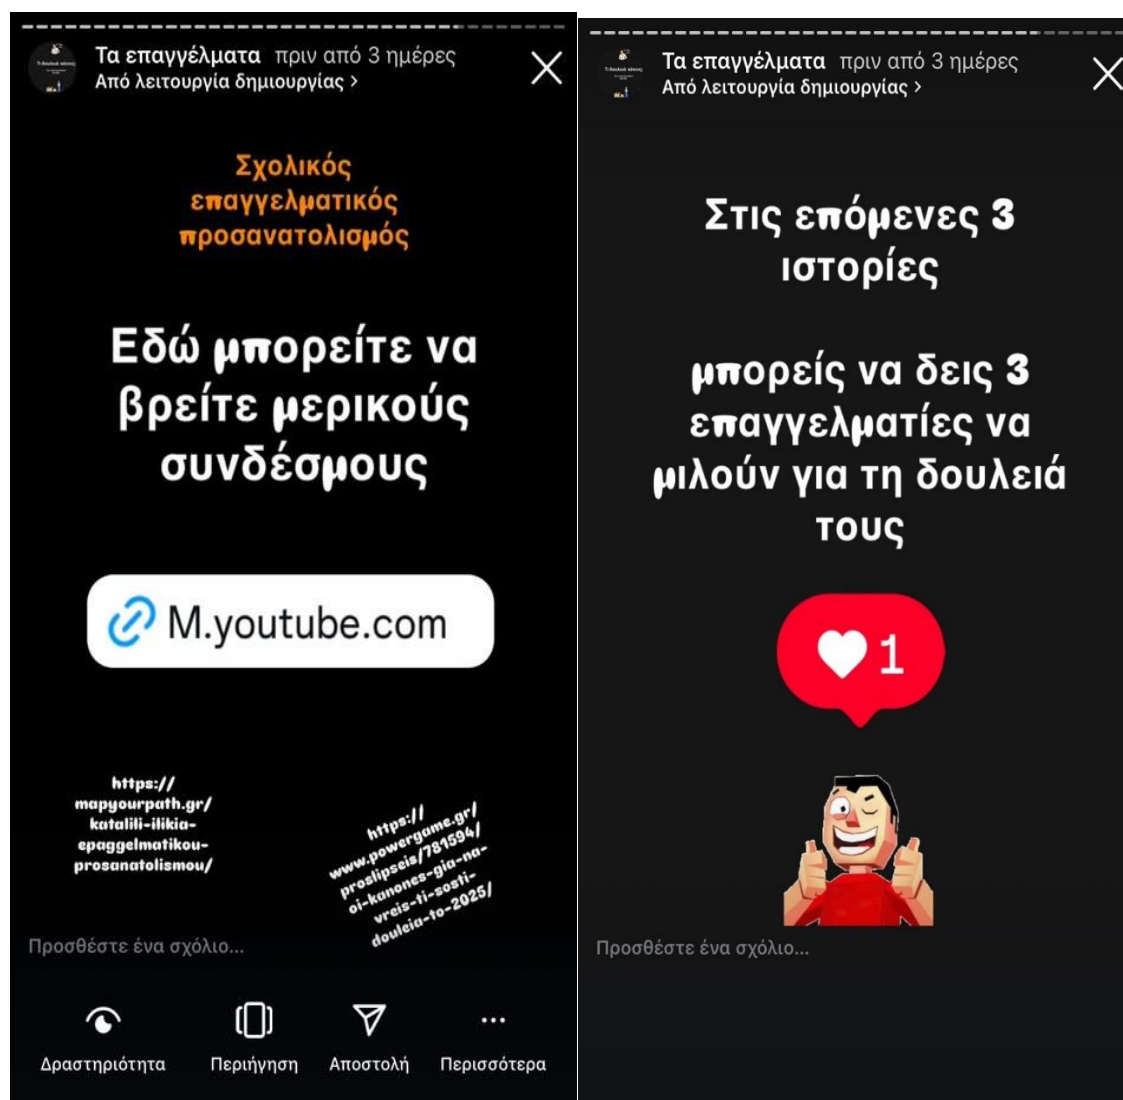 Τα επαγγέλματα πριν από 3 ημέρες
Από λειτουργία δημιουργίας >
Σχολικός
επαγγελματικός
προσανατολισμός
Εδώ μπορείτε να
βρείτε μερικούς
συνδέσμους
M.youtube.com
https://
mapyourpath.gr/
katalili-ilikia-
epaggelmatikou-
prosanatolismou/
https://
www.powergame.gr/
proslipseis/781594/
oi-kanones-gia-na-
vreis-ti-sosti-
douleia-to-2025/
Προσθέστε ένα σχόλιο...
Δραστηριότητα
Περιήγηση
Αποστολή
Περισσότερα
Τα επαγγέλματα πριν από 3 ημέρες
Από λειτουργία δημιουργίας >
Στις επόμενες 3
ιστορίες
μπορείς να δεις 3
επαγγελματίες να
μιλούν για τη δουλειά
τους
1
Προσθέστε ένα σχόλιο...